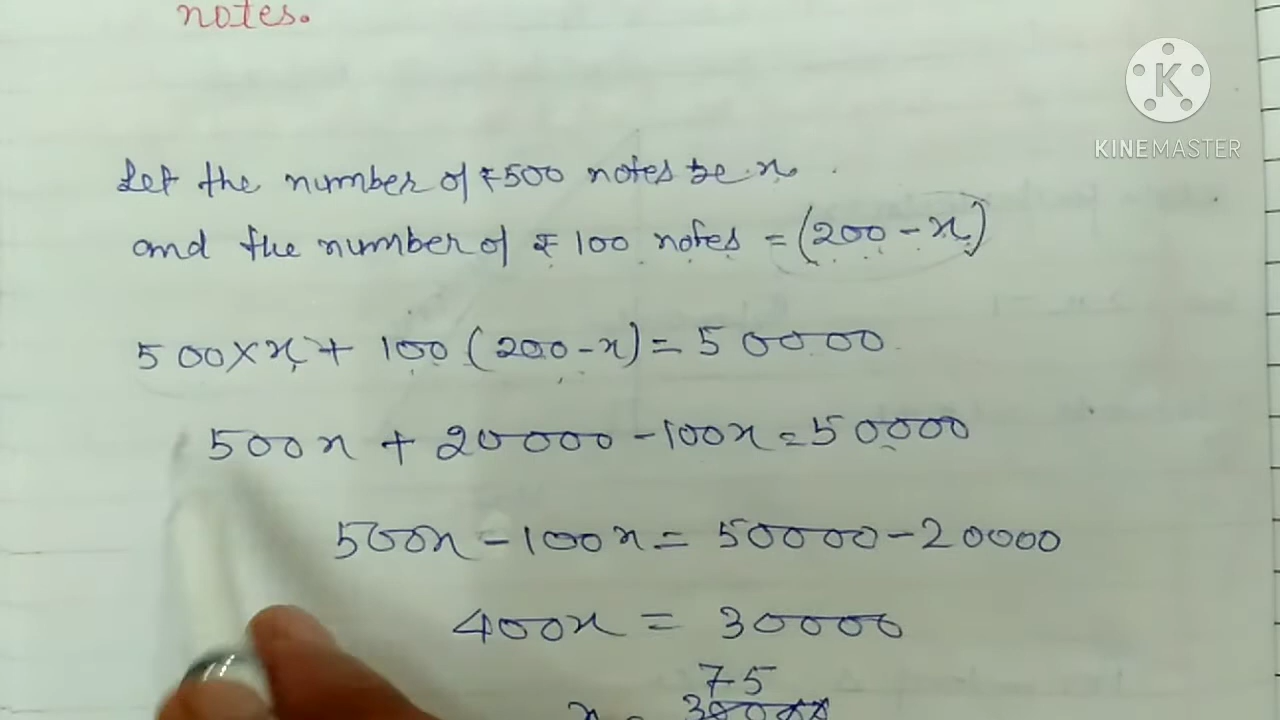 notes.
K
KINEMASTER
Let the number of ₹500 notes be x.
and the number of ₹ 100 notes = (200 - x)
500 × x + 100 (200 - x) = 50000
500x + 20000 - 100x = 50000
500x - 100x = 50000 - 20000
400x = 30000
75
x = 30000